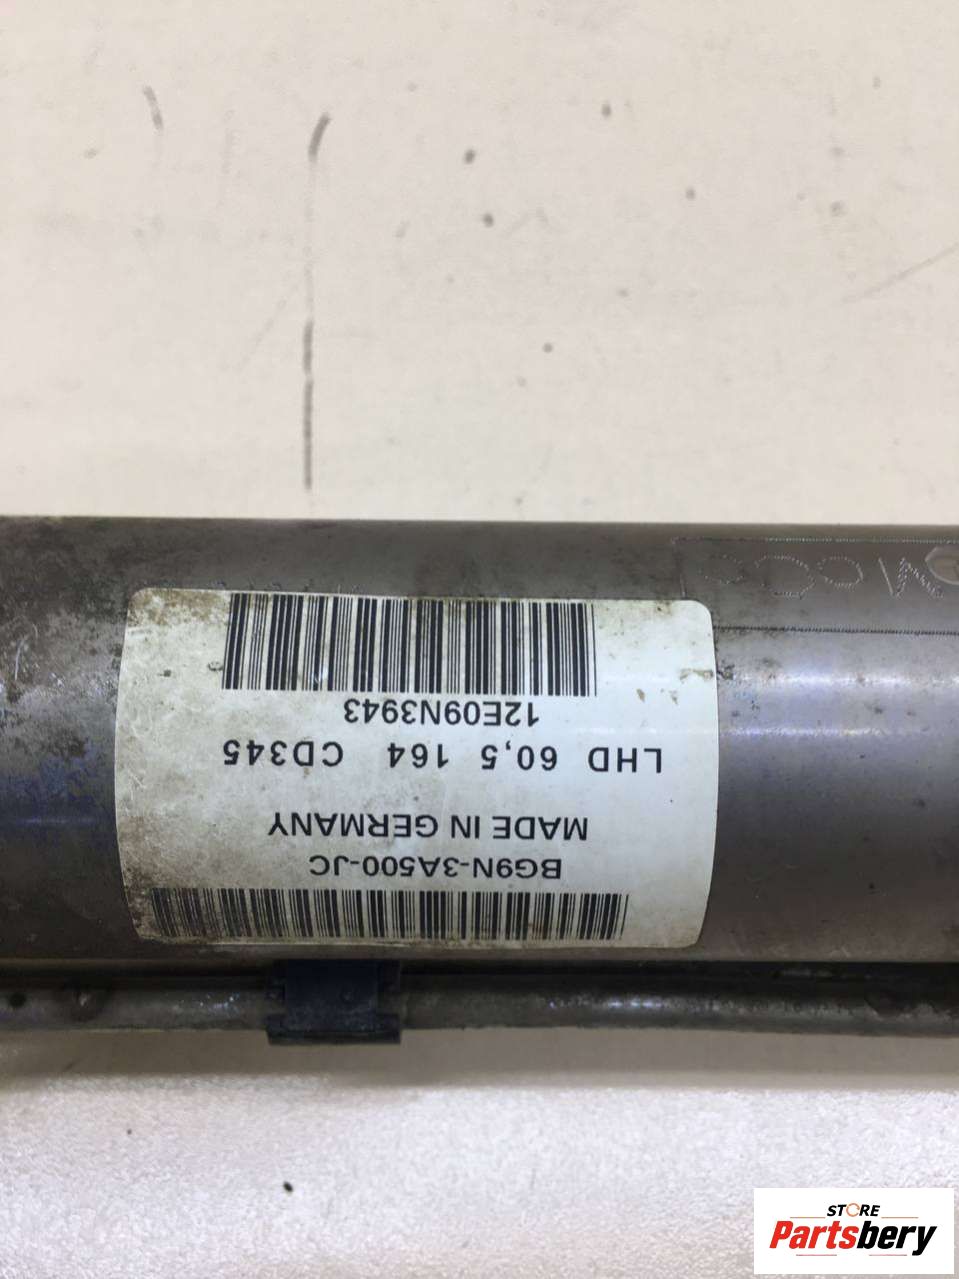 BG9N-3A500-JC
MADE IN GERMANY
LHD 60,5 164 CD345
12E09N3943
STORE
Partsbery